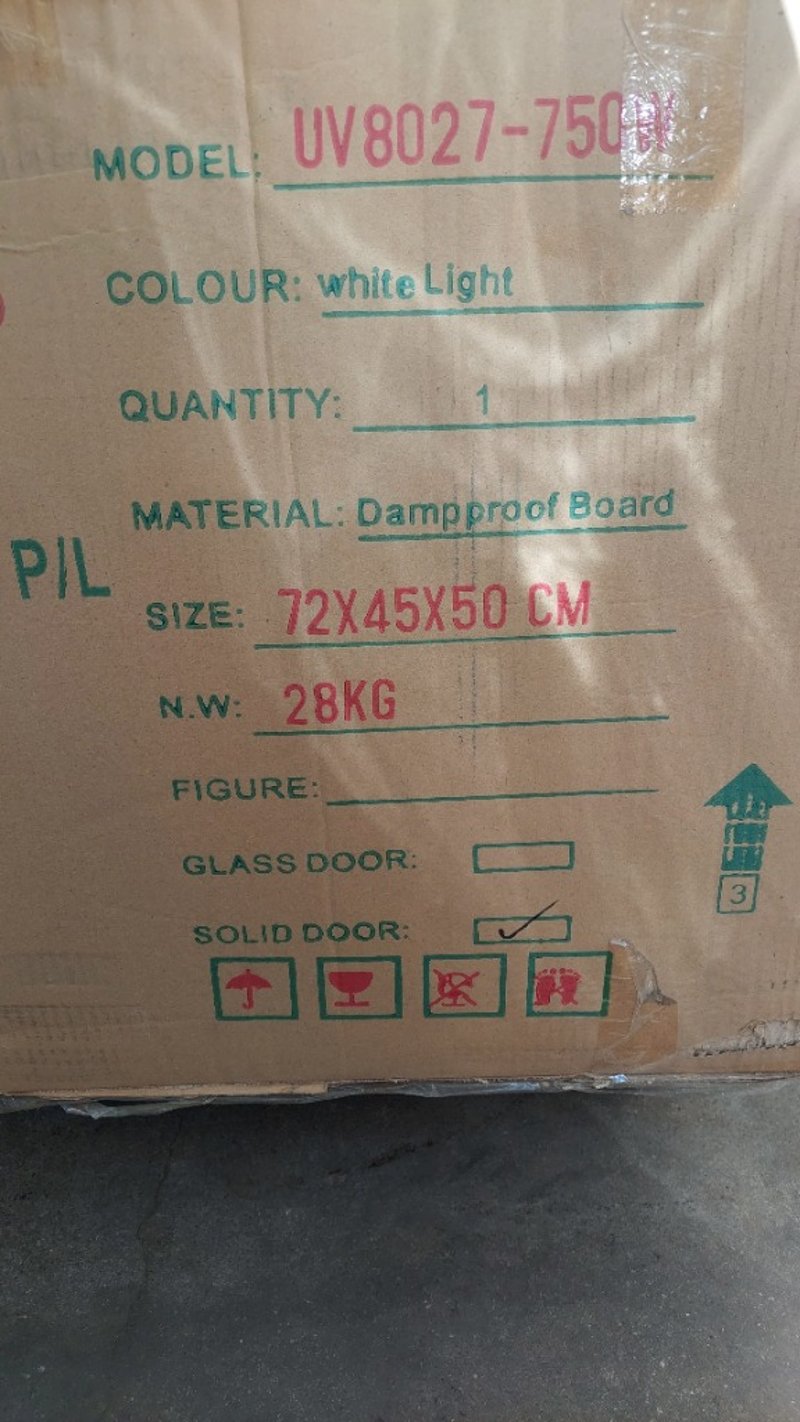 MODEL: UV8027-750W
COLOUR: white Light
QUANTITY: 1
MATERIAL: Dampproof Board
P/L
SIZE: 72X45X50 CM
N.W: 28KG
FIGURE:
GLASS DOOR:
SOLID DOOR:
3